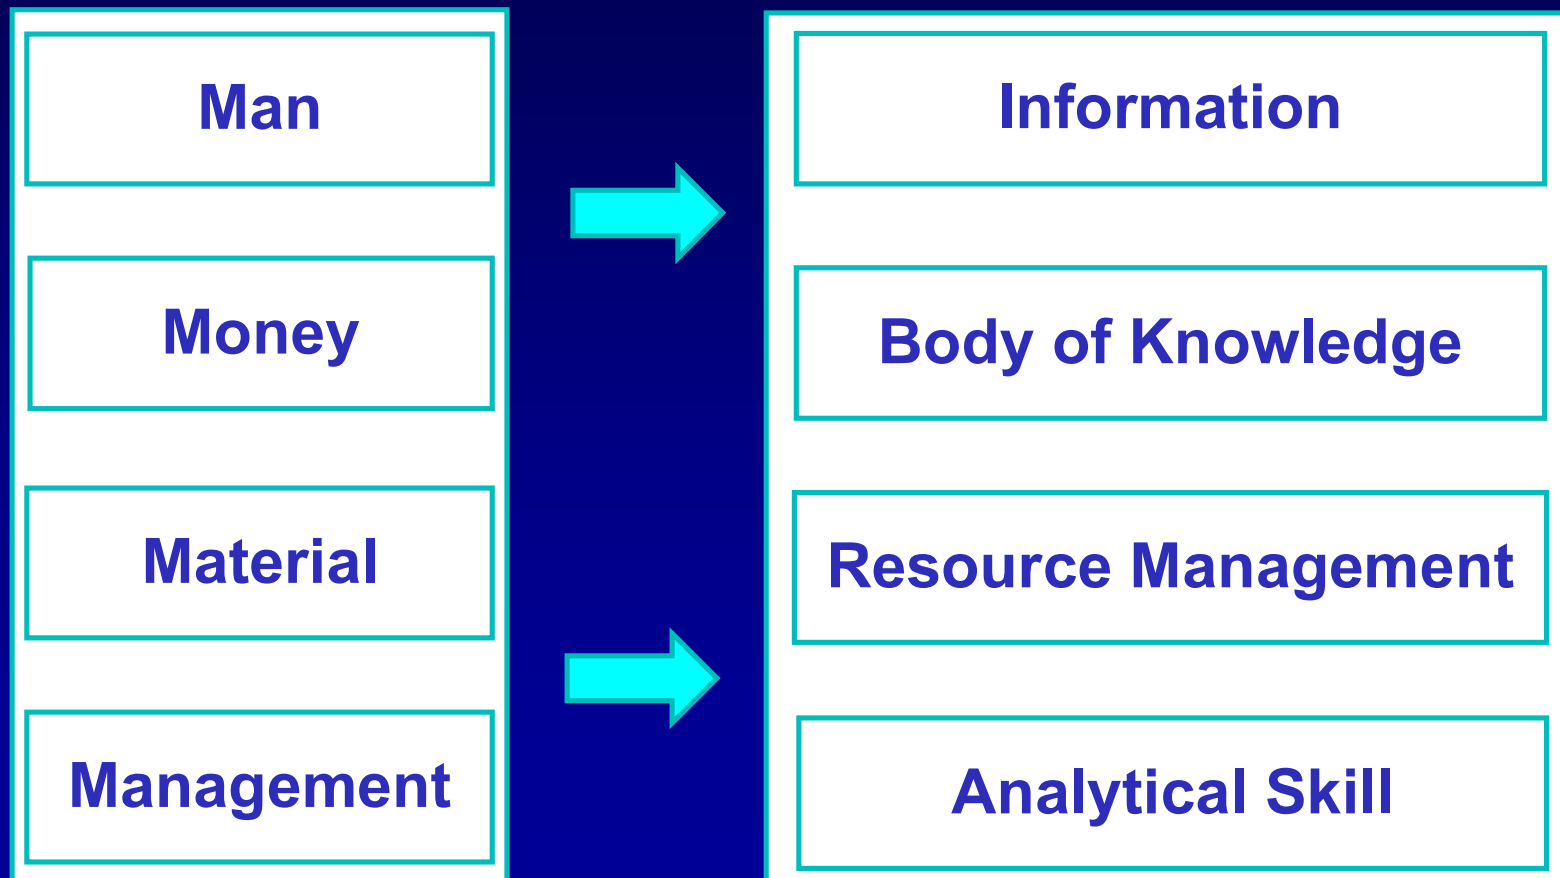 Man
Money
Material
Management
Information
Body of Knowledge
Resource Management
Analytical Skill